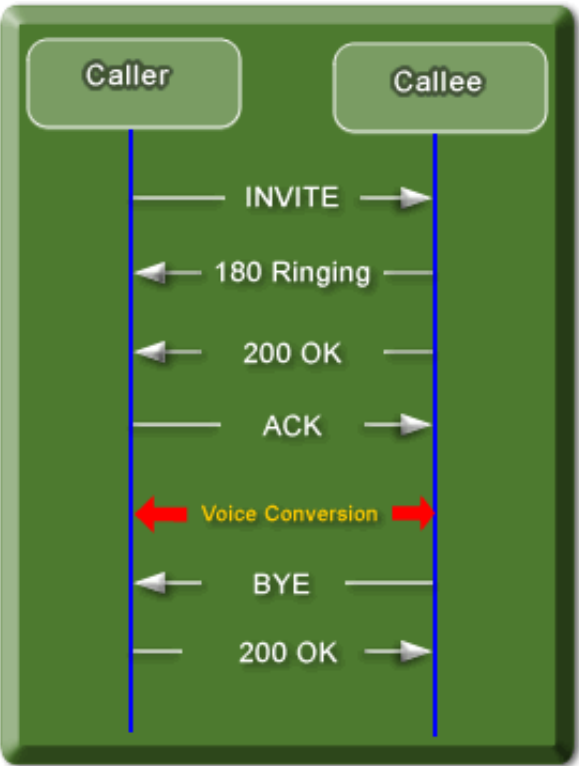 Caller
Callee
INVITE
180 Ringing
200 OK
ACK
Voice Conversion
BYE
200 OK